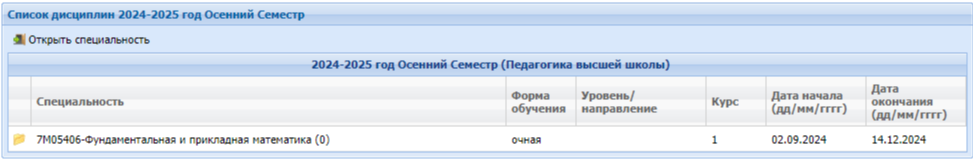 Список дисциплин 2024-2025 год Осенний Семестр
Открыть специальность
2024-2025 год Осенний Семестр (Педагогика высшей школы)
Специальность Форма обучения Уровень/ направление Курс Дата начала (дд/мм/гггг) Дата окончания (дд/мм/гггг)
7M05406-Фундаментальная и прикладная математика (0) очная 1 02.09.2024 14.12.2024